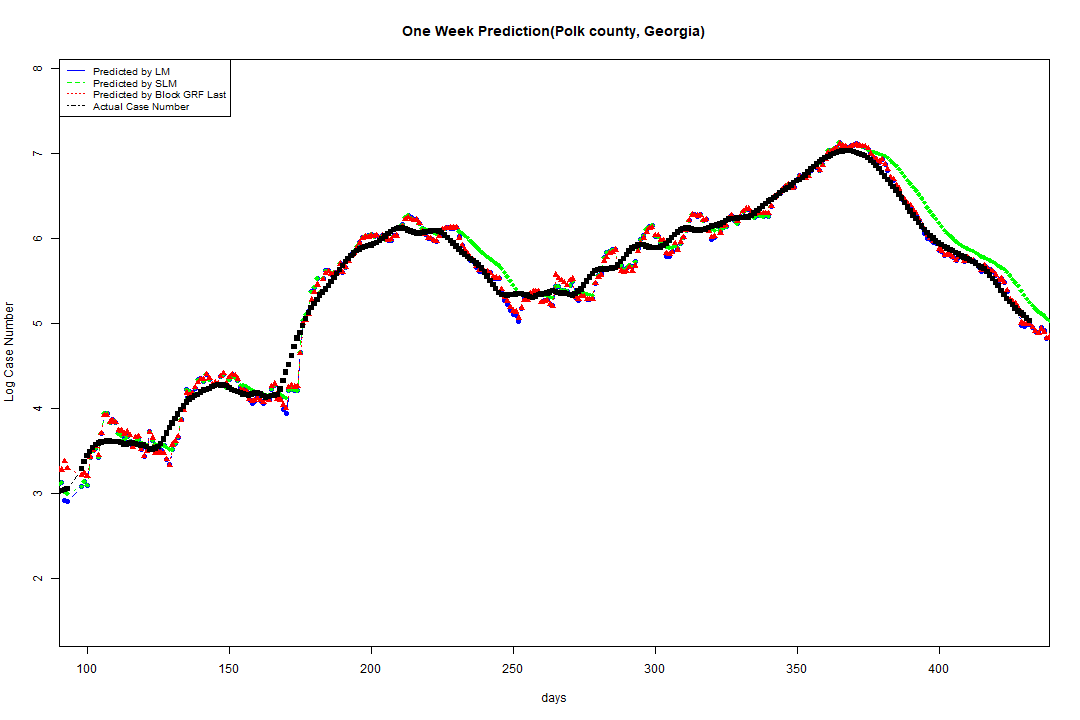 One Week Prediction(Polk county, Georgia)
Predicted by LM
Predicted by SLM
Predicted by Block GRF Last
Actual Case Number
8
7
6
5
4
3
2
Log Case Number
100 150 200 250 300 350 400
days